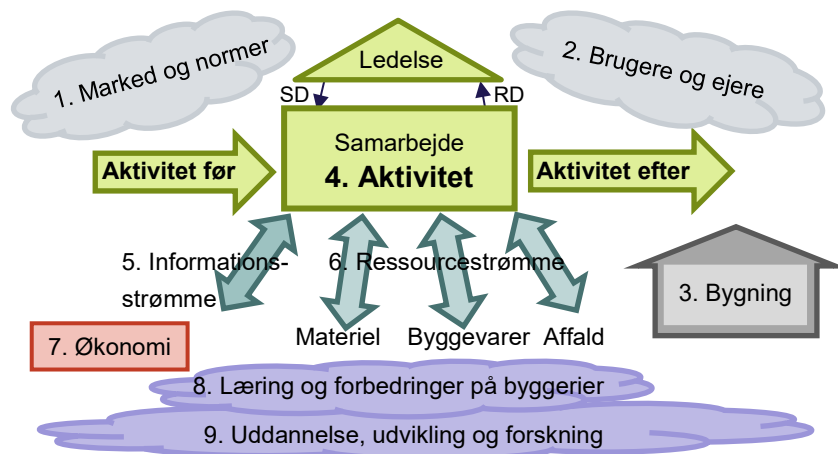 1. Marked og normer
Ledelse
2. Brugere og ejere
SD
RD
Samarbejde
4. Aktivitet
Aktivitet før
Aktivitet efter
5. Informations-
strømme
6. Ressourcestrømme
3. Bygning
7. Økonomi
Materiel
Byggevarer
Affald
8. Læring og forbedringer på byggerier
9. Uddannelse, udvikling og forskning